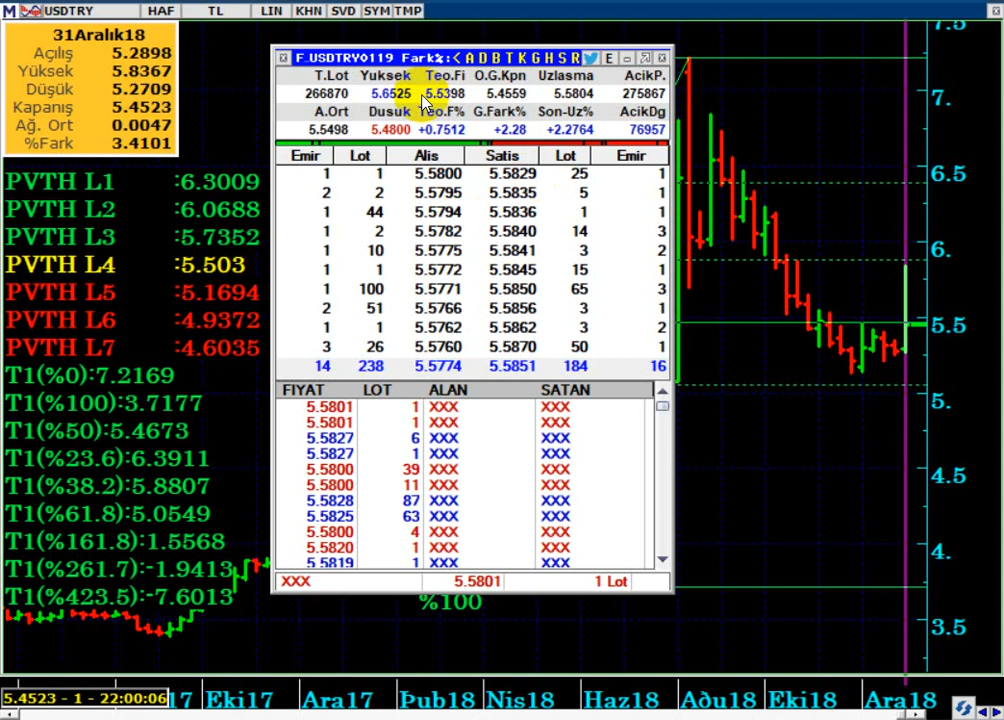 USDTRY HAF TL LIN KHN SVD SYM TMP
31Aralık18
Açılış 5.2898
Yüksek 5.8367
Düşük 5.2709
Kapanış 5.4523
Ağ. Ort 0.0047
%Fark 3.4101
PVTH L1 :6.3009
PVTH L2 :6.0688
PVTH L3 :5.7352
PVTH L4 :5.503
PVTH L5 :5.1694
PVTH L6 :4.9372
PVTH L7 :4.6035
T1(%0):7.2169
T1(%100):3.7177
T1(%50):5.4673
T1(%23.6):6.3911
T1(%38.2):5.8807
T1(%61.8):5.0549
T1(%161.8):1.5568
T1(%261.7):-1.9413
T1(%423.5):-7.6013
F_USDTRY0119 Fark%:< A D B T K G H S R E
T.Lot Yuksek Teo.Fi O.G.Kpn Uzlasma AcikP.
266870 5.6525 5.5398 5.4559 5.5804 275867
A.Ort Dusuk Teo.F% G.Fark% Son-Uz% AcikDg
5.5498 5.4800 +0.7512 +2.28 +2.2764 76957
Emir Lot Alis Satis Lot Emir
1 1 5.5800 5.5829 25 1
2 2 5.5795 5.5835 5 1
1 44 5.5794 5.5836 1 1
1 2 5.5782 5.5840 14 3
1 10 5.5775 5.5841 3 2
1 1 5.5772 5.5845 15 1
1 100 5.5771 5.5850 65 3
2 51 5.5766 5.5856 3 1
1 1 5.5762 5.5862 3 2
3 26 5.5760 5.5870 50 1
14 238 5.5774 5.5851 184 16
FIYAT LOT ALAN SATAN
5.5801 1 XXX XXX
5.5801 1 XXX XXX
5.5827 6 XXX XXX
5.5827 1 XXX XXX
5.5800 39 XXX XXX
5.5800 11 XXX XXX
5.5828 87 XXX XXX
5.5825 63 XXX XXX
5.5800 4 XXX XXX
5.5820 1 XXX XXX
5.5819 1 XXX XXX
XXX 5.5801 1 Lot
%100
7.5
7.
6.5
6.
5.5
5.
4.5
4.
3.5
5.4523 - 1 - 22:00:06 17 Eki17 Ara17 Þub18 Nis18 Haz18 Aðu18 Eki18 Ara18